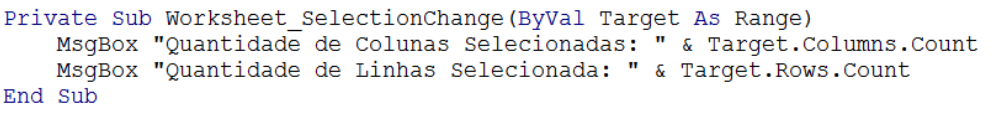 Private Sub Worksheet_SelectionChange(ByVal Target As Range)
    MsgBox "Quantidade de Colunas Selecionadas: " & Target.Columns.Count
    MsgBox "Quantidade de Linhas Selecionada: " & Target.Rows.Count
End Sub